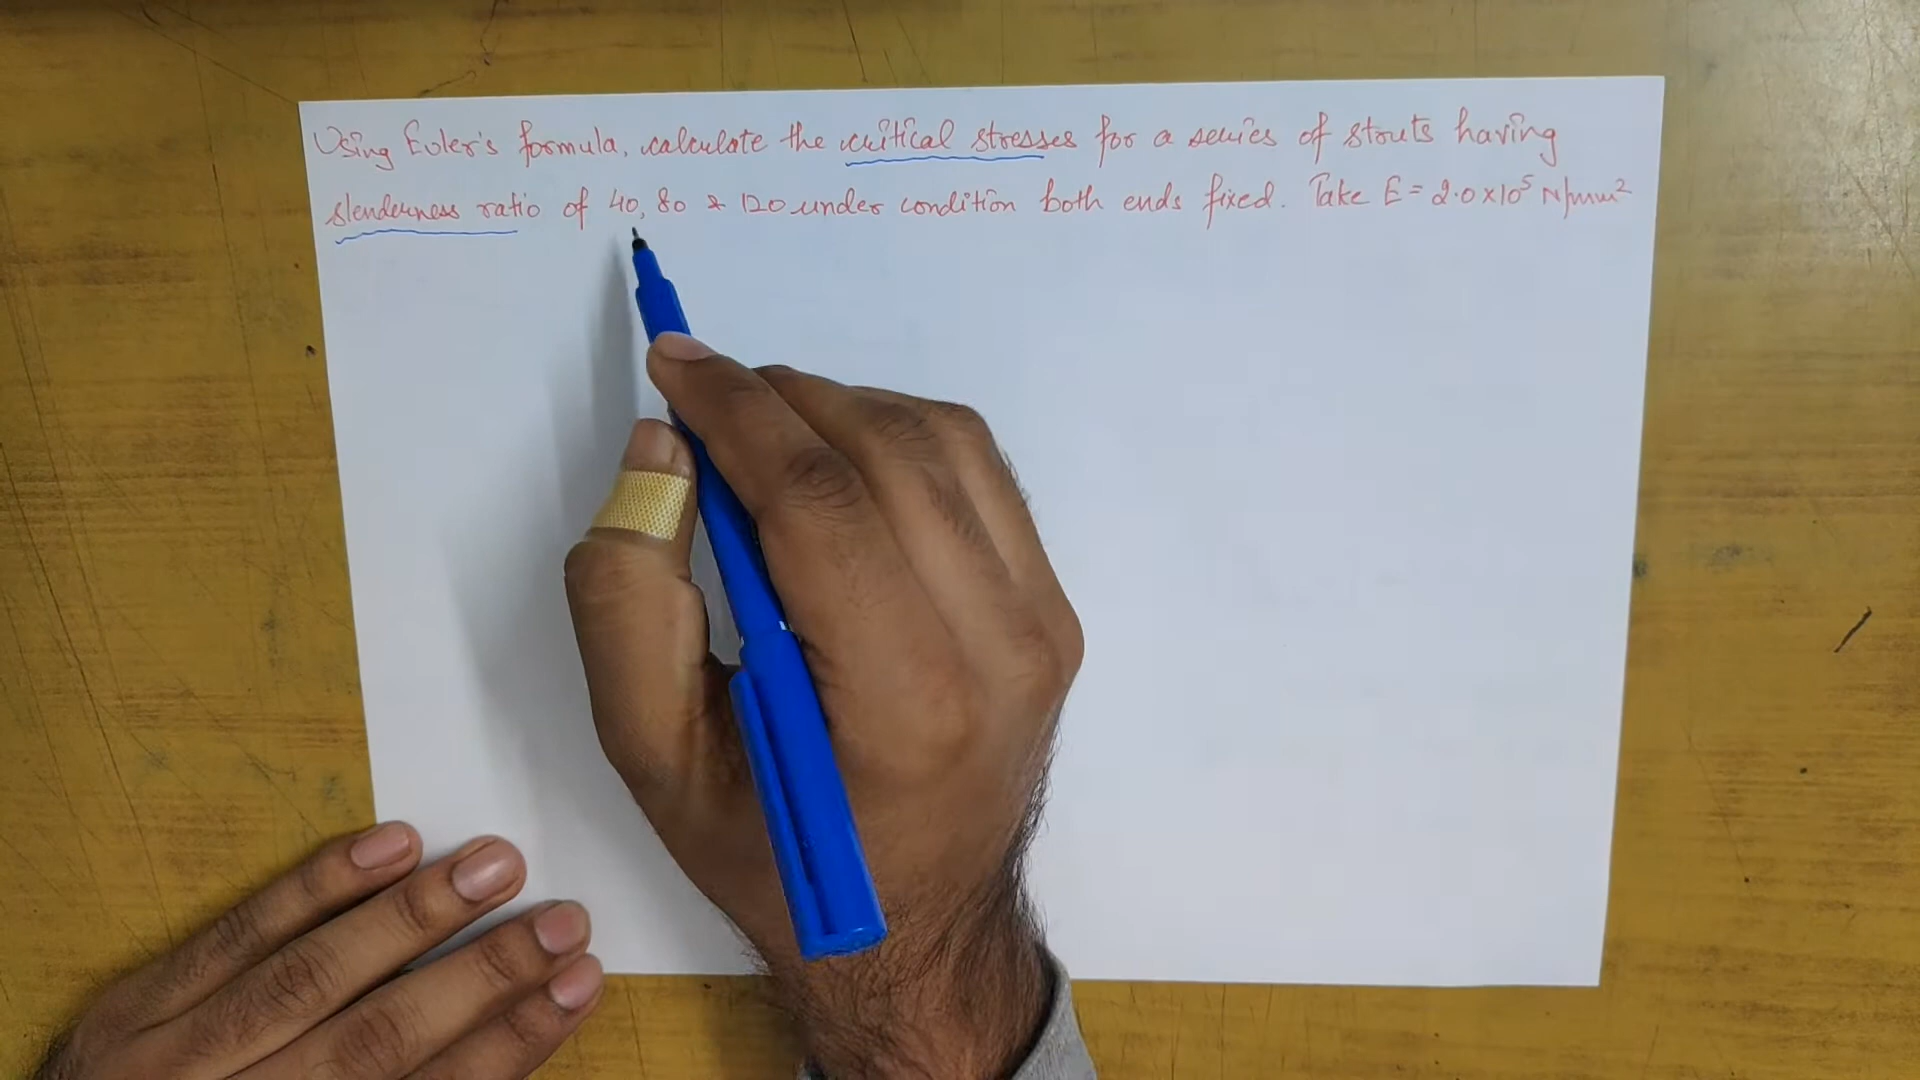 Using Euler's formula, calculate the critical stresses for a series of struts having
slenderness ratio of 40, 80 & 120 under condition both ends fixed. Take E = 2.0×10⁵ N/mm²